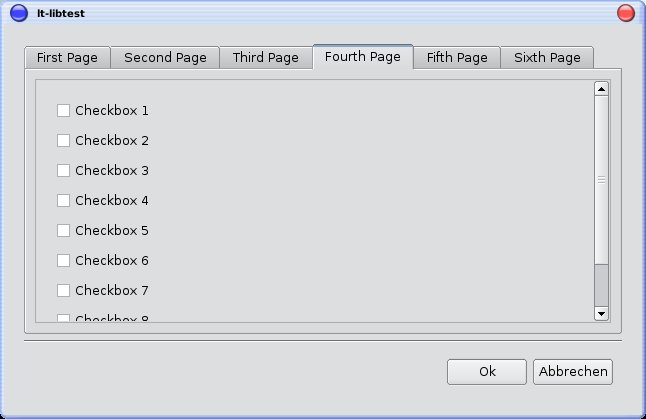 lt-libtest
First Page Second Page Third Page Fourth Page Fifth Page Sixth Page
Checkbox 1
Checkbox 2
Checkbox 3
Checkbox 4
Checkbox 5
Checkbox 6
Checkbox 7
Checkbox 8
Ok Abbrechen